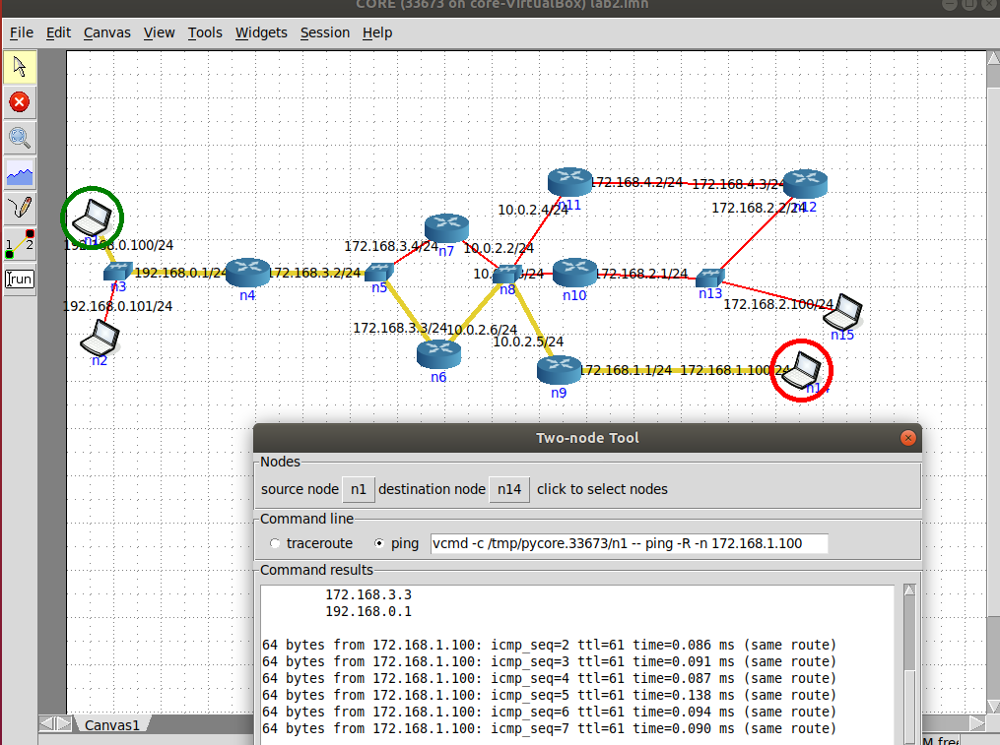 CORE (33673 on core-VirtualBox) lab2.imn
File Edit Canvas View Tools Widgets Session Help
1 2
run
172.168.4.2/24 172.168.4.3/24
n11 n12
10.0.2.4/24 172.168.2.2/24
192.168.0.100/24 172.168.3.4/24 n7 10.0.2.2/24
n3 192.168.0.1/24 n4 172.168.3.2/24 n5 n8 n10 172.168.2.1/24 n13
192.168.0.101/24 172.168.2.100/24
172.168.3.3/24 10.0.2.6/24 n15
n2 10.0.2.5/24
n6 n9 172.168.1.1/24 172.168.1.100/24
Two-node Tool
Nodes
source node n1 destination node n14 click to select nodes
Command line
traceroute ping vcmd -c /tmp/pycore.33673/n1 -- ping -R -n 172.168.1.100
Command results
172.168.3.3
192.168.0.1
64 bytes from 172.168.1.100: icmp_seq=2 ttl=61 time=0.086 ms (same route)
64 bytes from 172.168.1.100: icmp_seq=3 ttl=61 time=0.091 ms (same route)
64 bytes from 172.168.1.100: icmp_seq=4 ttl=61 time=0.087 ms (same route)
64 bytes from 172.168.1.100: icmp_seq=5 ttl=61 time=0.138 ms (same route)
64 bytes from 172.168.1.100: icmp_seq=6 ttl=61 time=0.094 ms (same route)
64 bytes from 172.168.1.100: icmp_seq=7 ttl=61 time=0.090 ms (same route)
Canvas1